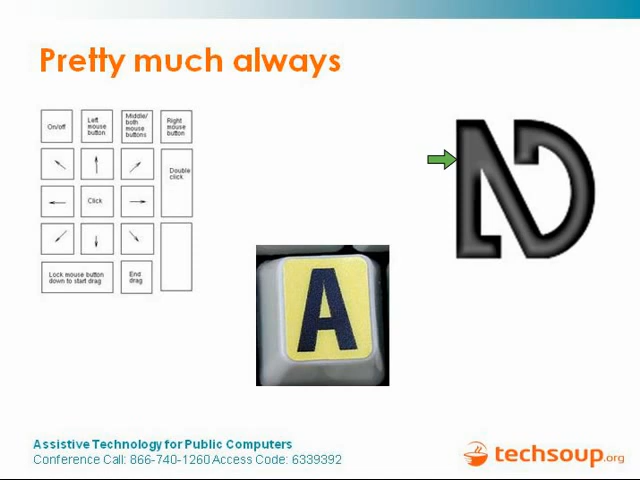 Pretty much always
On/off
Left
mouse
button
Middle/
both
mouse
buttons
Right
mouse
button
Double
click
Click
Lock mouse button
down to start drag
End
drag
A
Assistive Technology for Public Computers
Conference Call: 866-740-1260 Access Code: 6339392
techsoup.org